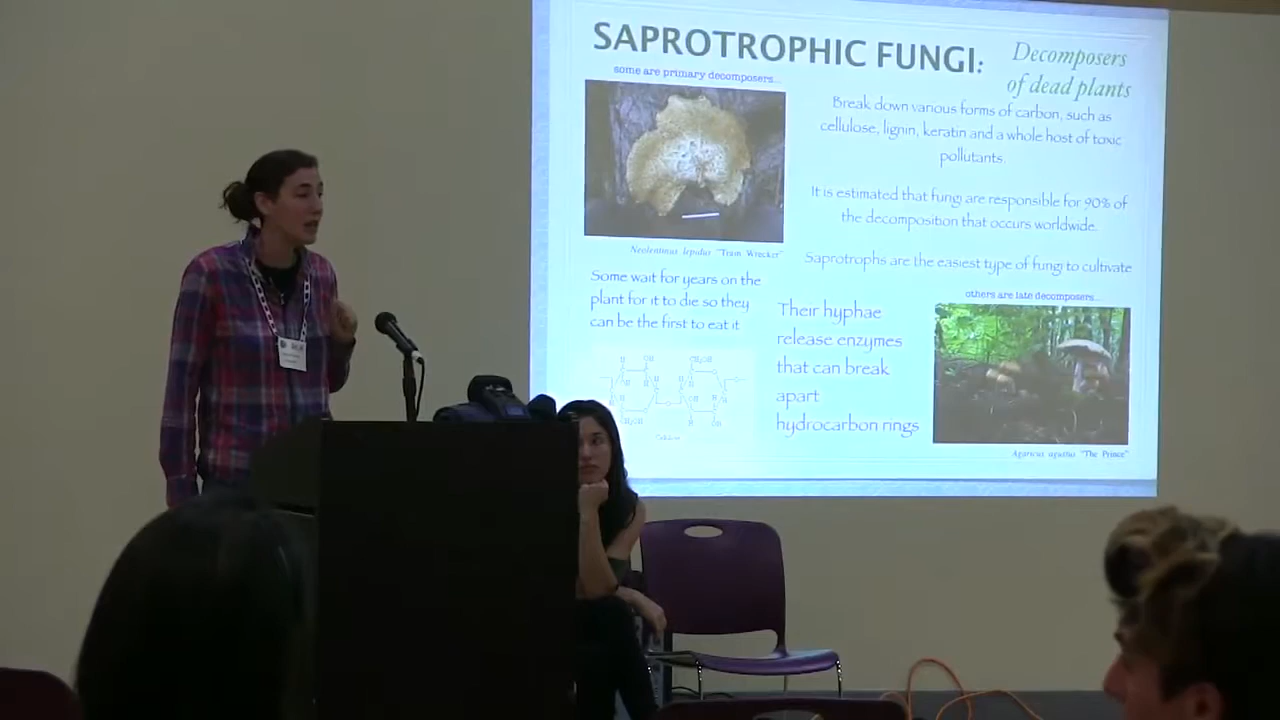 SAPROTROPHIC FUNGI:
Decomposers
of dead plants
some are primary decomposers...
Neolentinus lepidus "Train Wrecker"
Break down various forms of carbon, such as
cellulose, lignin, keratin and a whole host of toxic
pollutants.
It is estimated that fungi are responsible for 90% of
the decomposition that occurs worldwide.
Saprotrophs are the easiest type of fungi to cultivate
Some wait for years on the
plant for it to die so they
can be the first to eat it
Their hyphae
release enzymes
that can break
apart
hydrocarbon rings
others are late decomposers...
Agaricus agustus "The Prince"